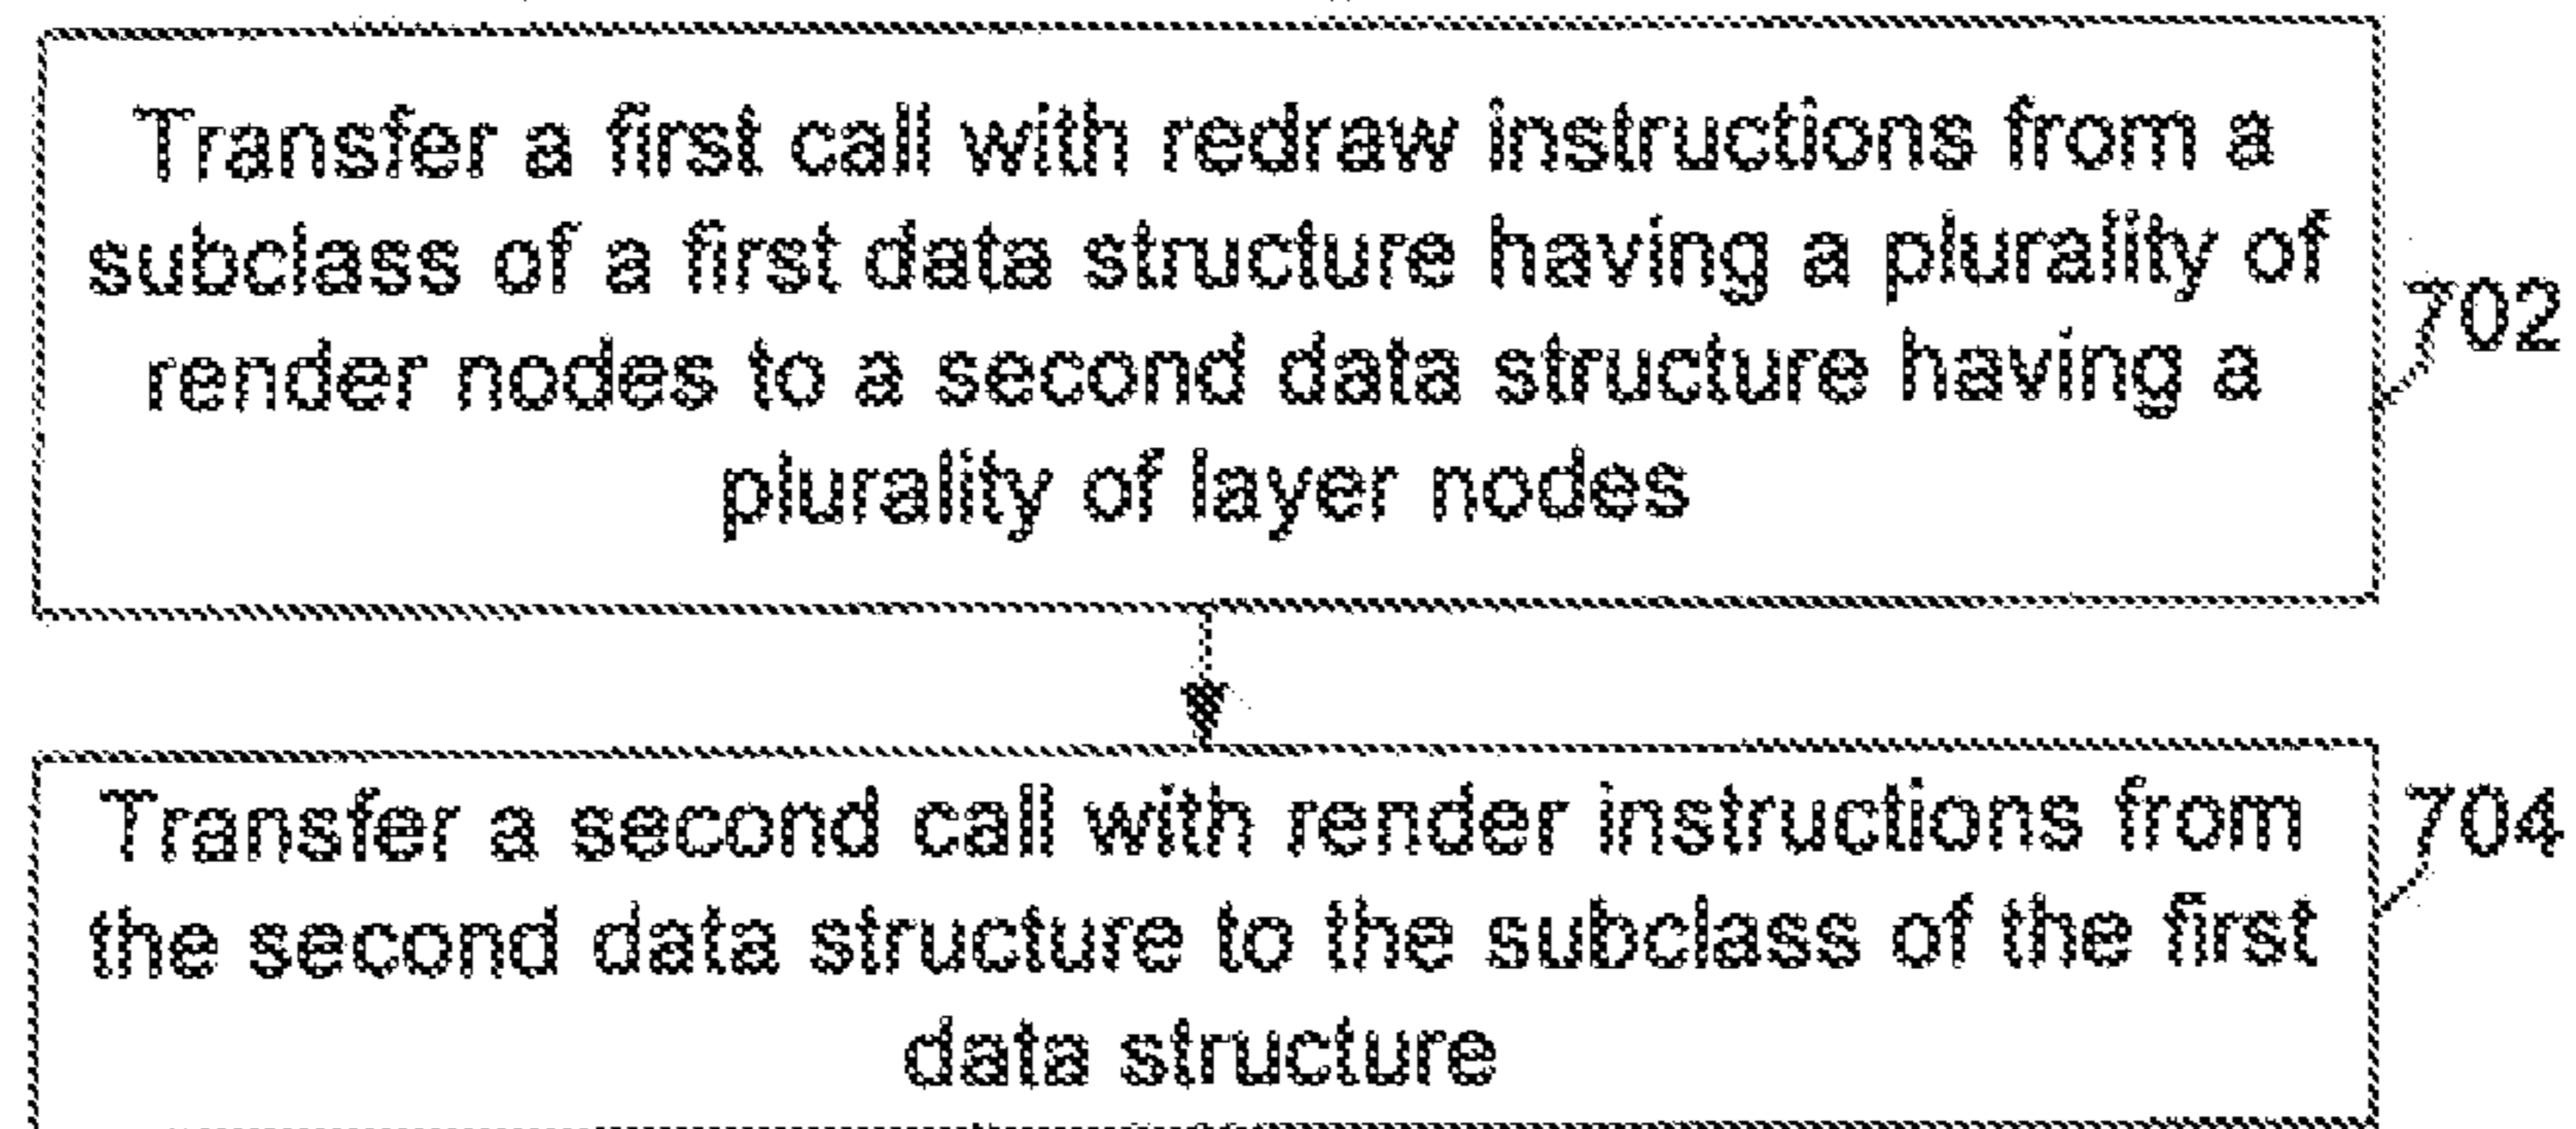 Transfer a first call with redraw instructions from a
subclass of a first data structure having a plurality of
render nodes to a second data structure having a
plurality of layer nodes
702
Transfer a second call with render instructions from
the second data structure to the subclass of the first
data structure
704